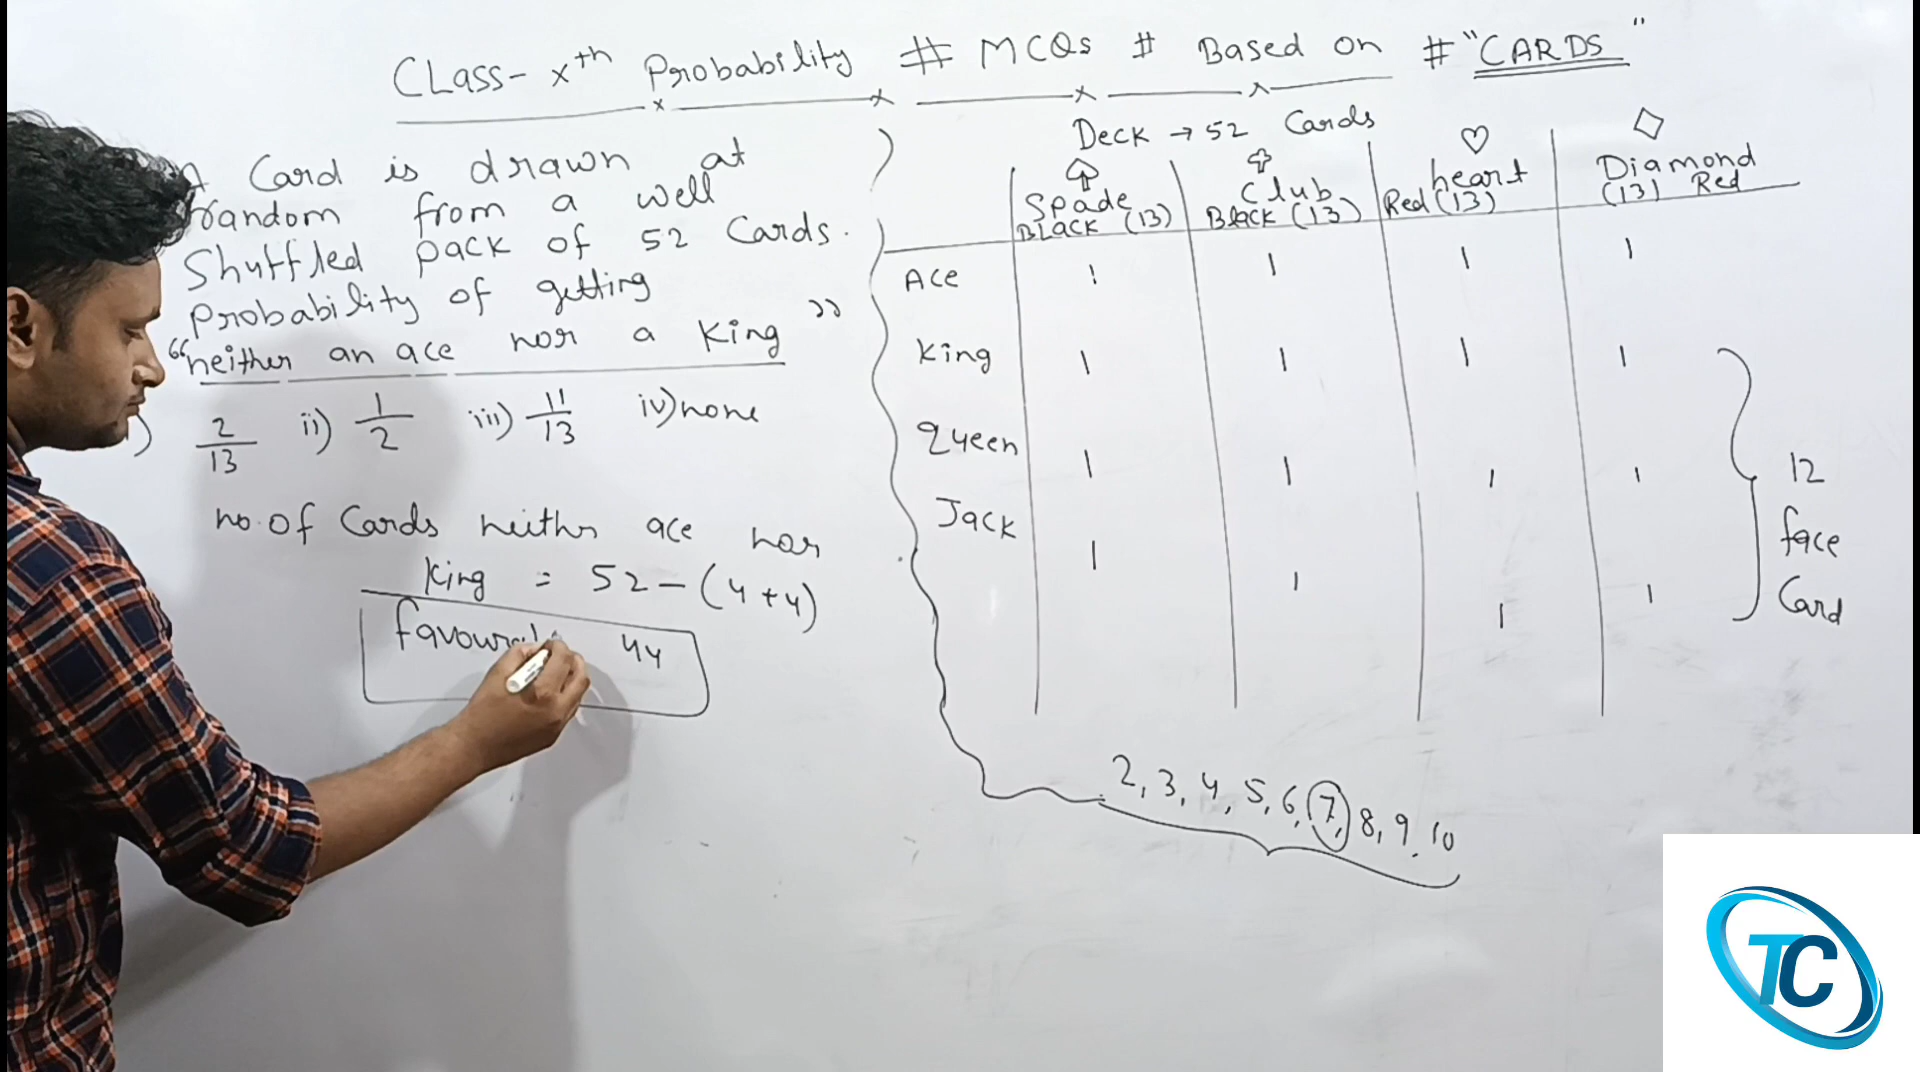 CLass- xth Probability # MCQs # Based on # "CARDS"
A Card is drawn at
random from a well
Shuffled pack of 52 Cards.
Probability of getting
"neither an ace nor a King"
) 2/13 ii) 1/2 iii) 11/13 iv) none
no. of Cards neithr ace nor
King = 52 - (4+4)
favourab 44
Deck → 52 Cards
Spade Club heart Diamond
BLack (13) Black (13) Red (13) (13) Red
Ace 1 1 1 1
King 1 1 1 1
Queen 1 1 1 1
Jack 1 1 1 1
12
face
Card
2, 3, 4, 5, 6, 7, 8, 9, 10
TC